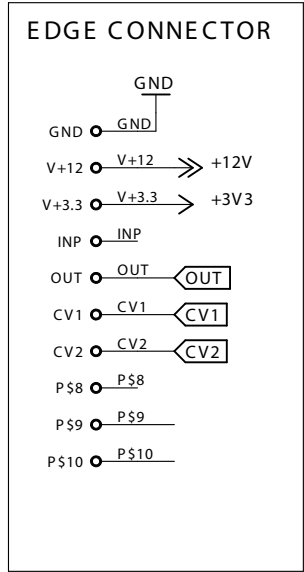 EDGE CONNECTOR
GND
GND GND
V+12 V+12 +12V
V+3.3 V+3.3 +3V3
INP INP
OUT OUT OUT
CV1 CV1 CV1
CV2 CV2 CV2
P$8 P$8
P$9 P$9
P$10 P$10